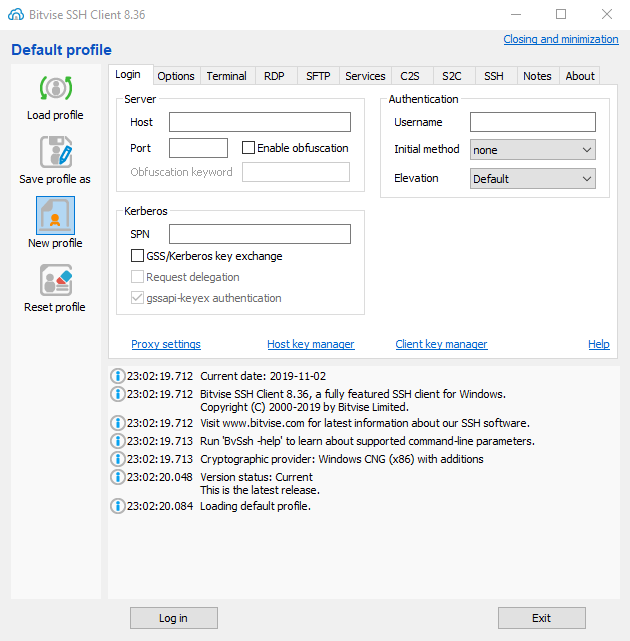 Bitvise SSH Client 8.36
Default profile
Closing and minimization
Load profile
Save profile as
New profile
Reset profile
Login Options Terminal RDP SFTP Services C2S S2C SSH Notes About
Server
Host
Port Enable obfuscation
Obfuscation keyword
Authentication
Username
Initial method none
Elevation Default
Kerberos
SPN
GSS/Kerberos key exchange
Request delegation
gssapi-keyex authentication
Proxy settings Host key manager Client key manager Help
23:02:19.712 Current date: 2019-11-02
23:02:19.712 Bitvise SSH Client 8.36, a fully featured SSH client for Windows.
Copyright (C) 2000-2019 by Bitvise Limited.
23:02:19.712 Visit www.bitvise.com for latest information about our SSH software.
23:02:19.713 Run 'BvSsh -help' to learn about supported command-line parameters.
23:02:19.713 Cryptographic provider: Windows CNG (x86) with additions
23:02:20.048 Version status: Current
This is the latest release.
23:02:20.084 Loading default profile.
Log in Exit